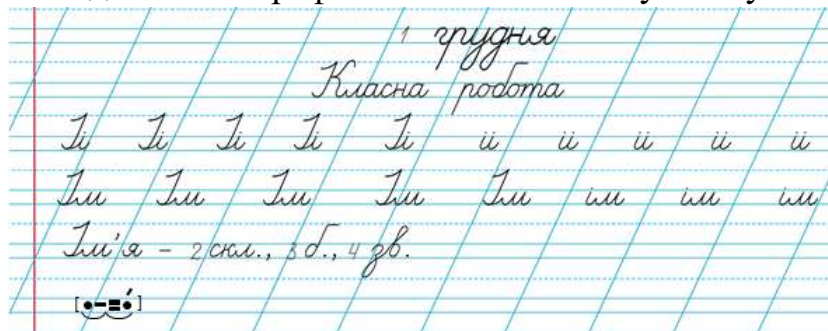 1 грудня
Класна робота
Іі Іі Іі Іі Іі іі іі іі іі іі
Ім Ім Ім Ім Ім ім ім ім
Ім'я – 2 скл., 3 б., 4 зв.
[•–=•́]